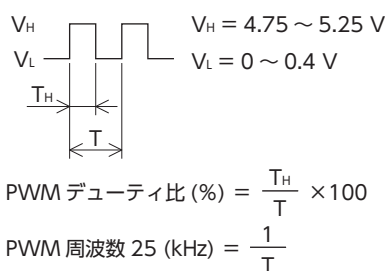 VH VH = 4.75 ~ 5.25 V
VL VL = 0 ~ 0.4 V
TH
T
PWM デューティ比 (%) = TH/T ×100
PWM 周波数 25 (kHz) = 1/T